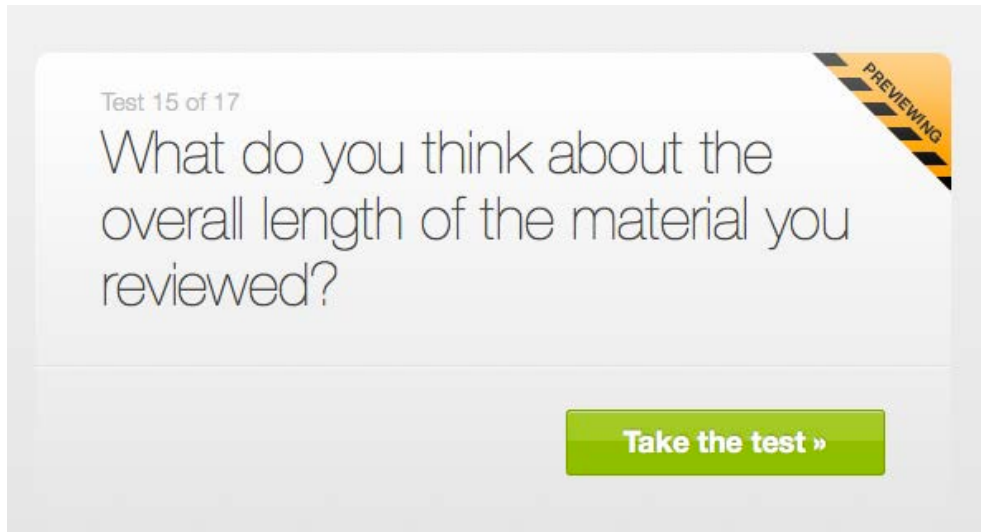 Test 15 of 17
PREVIEWING
What do you think about the
overall length of the material you
reviewed?
Take the test »